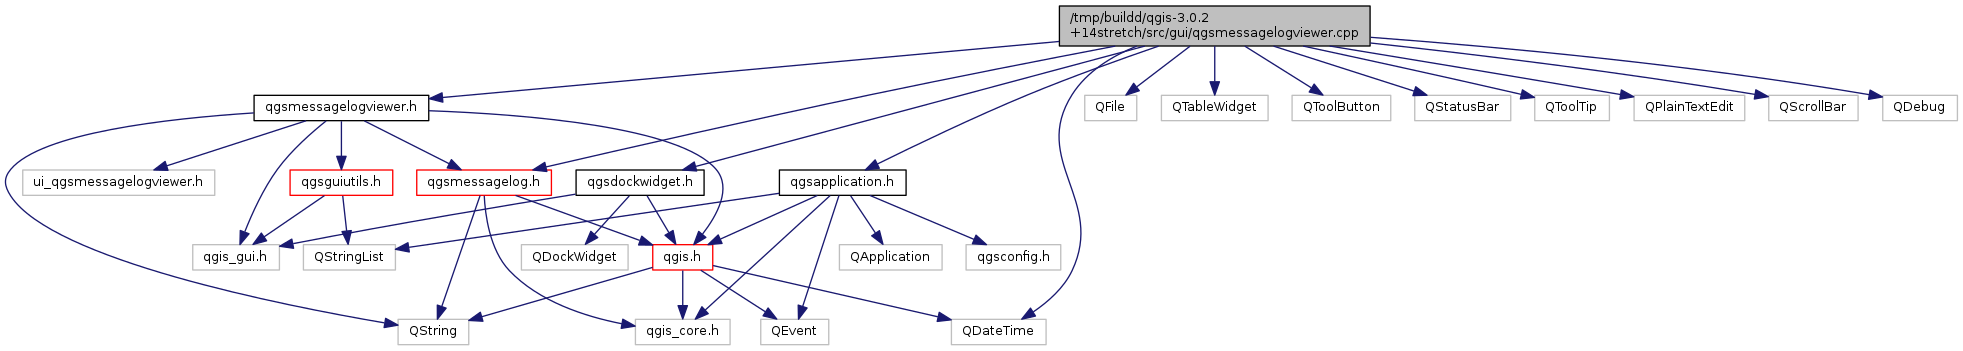 /tmp/buildd/qgis-3.0.2
+14stretch/src/gui/qgsmessagelogviewer.cpp
qgsmessagelogviewer.h
QFile
QTableWidget
QToolButton
QStatusBar
QToolTip
QPlainTextEdit
QScrollBar
QDebug
ui_qgsmessagelogviewer.h
qgsguiutils.h
qgsmessagelog.h
qgsdockwidget.h
qgsapplication.h
qgis_gui.h
QStringList
QDockWidget
qgis.h
QApplication
qgsconfig.h
QString
qgis_core.h
QEvent
QDateTime